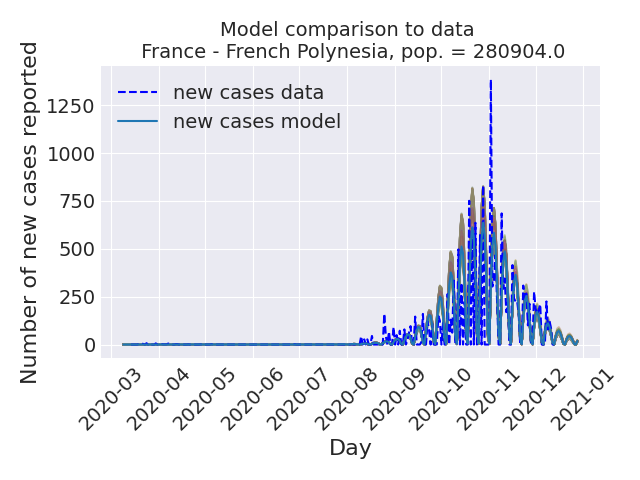 Model comparison to data
France - French Polynesia, pop. = 280904.0
Number of new cases reported
1250
1000
750
500
250
0
new cases data
new cases model
2020-03
2020-04
2020-05
2020-06
2020-07
2020-08
2020-09
2020-10
2020-11
2020-12
2021-01
Day